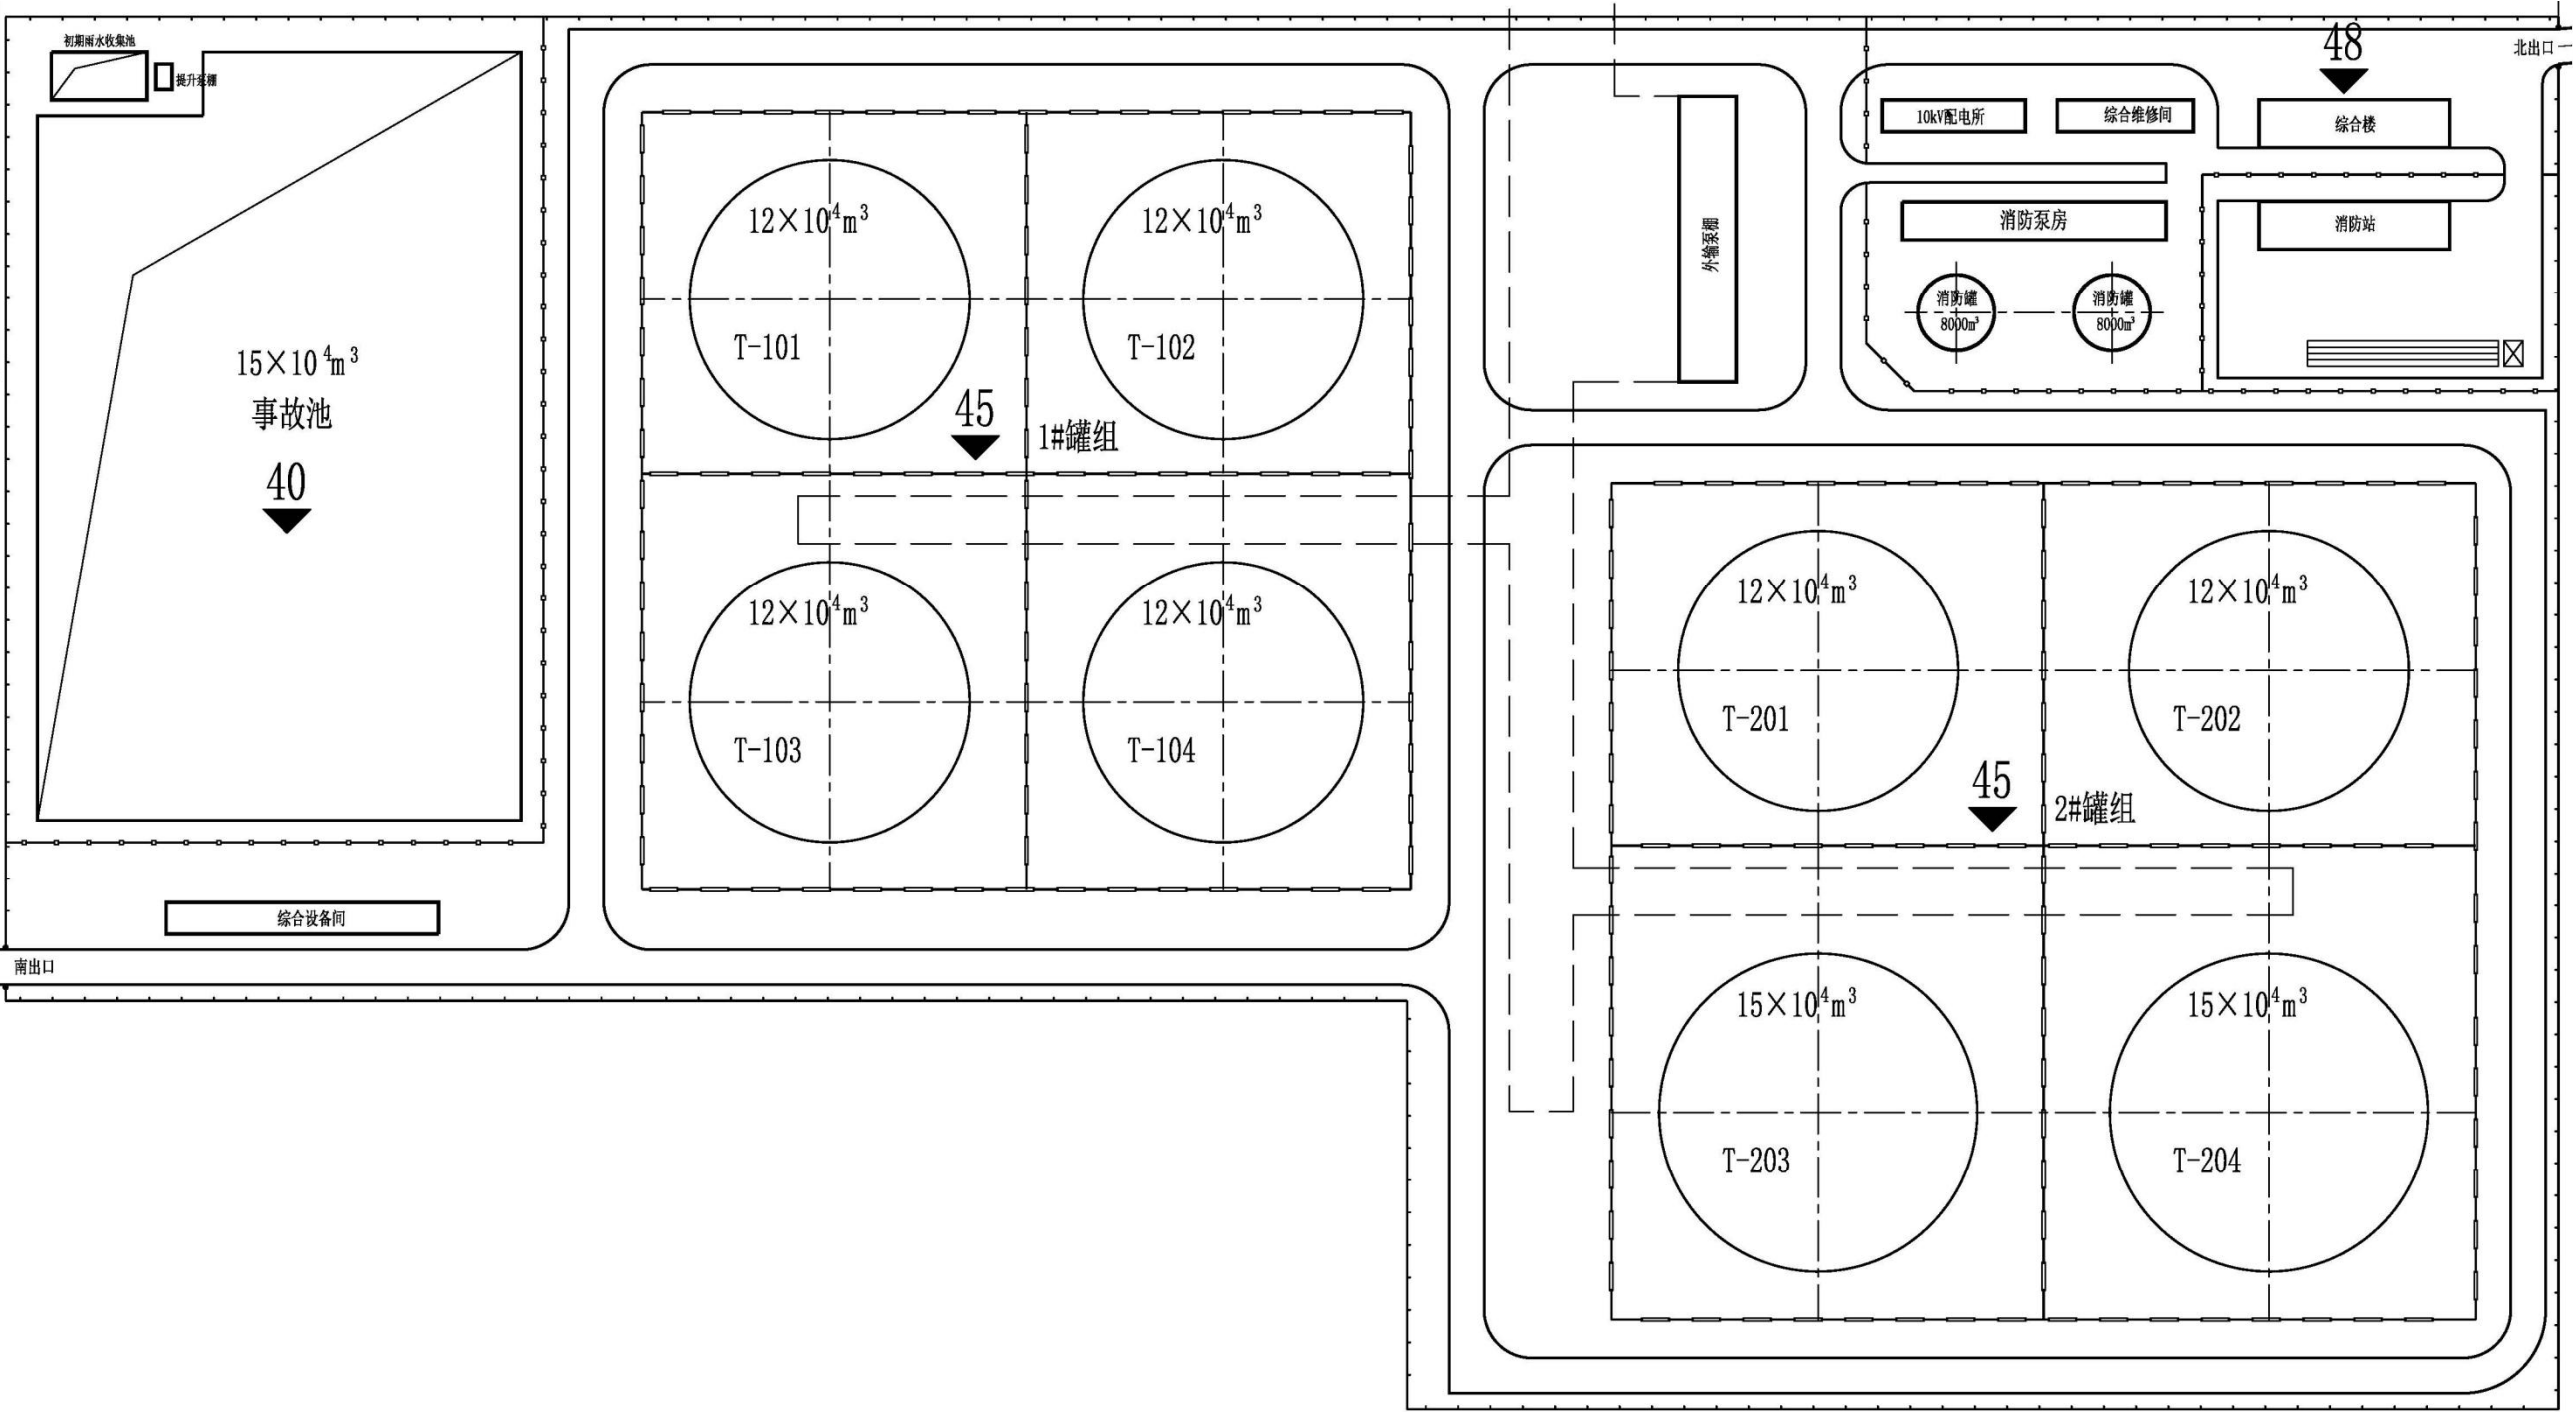 初期雨水收集池
提升泵棚
15×10⁴m³
事故池
40
综合设备间
南出口
12×10⁴m³
T-101
12×10⁴m³
T-102
45
1#罐组
12×10⁴m³
T-103
12×10⁴m³
T-104
外输泵棚
10kV配电所
综合维修间
48
综合楼
北出口
消防泵房
消防站
消防罐
8000m³
消防罐
8000m³
12×10⁴m³
T-201
12×10⁴m³
T-202
45
2#罐组
15×10⁴m³
T-203
15×10⁴m³
T-204